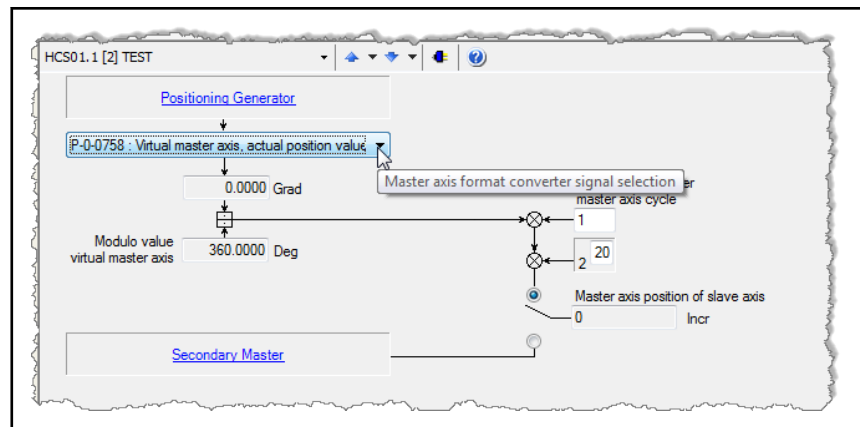 HCS01.1 [2] TEST
Positioning Generator
P-0-0758 : Virtual master axis, actual position value
Master axis format converter signal selection
0.0000 Grad
er
master axis cycle
1
Modulo value
virtual master axis
360.0000 Deg
2 20
Master axis position of slave axis
0 Incr
Secondary Master